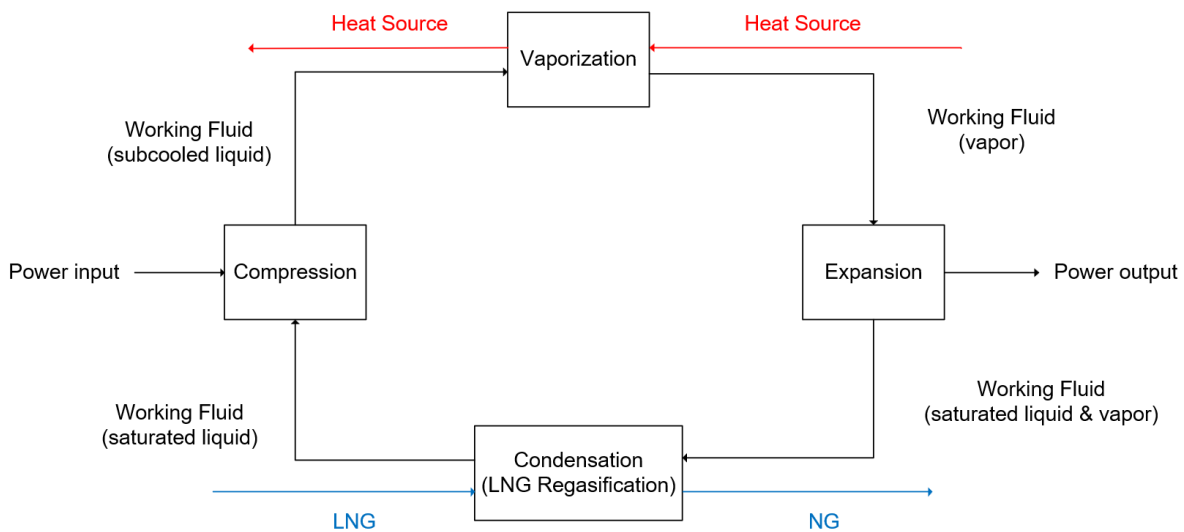 Heat Source
Heat Source
Vaporization
Working Fluid
(subcooled liquid)
Working Fluid
(vapor)
Power input
Compression
Expansion
Power output
Working Fluid
(saturated liquid)
Working Fluid
(saturated liquid & vapor)
Condensation
(LNG Regasification)
LNG
NG